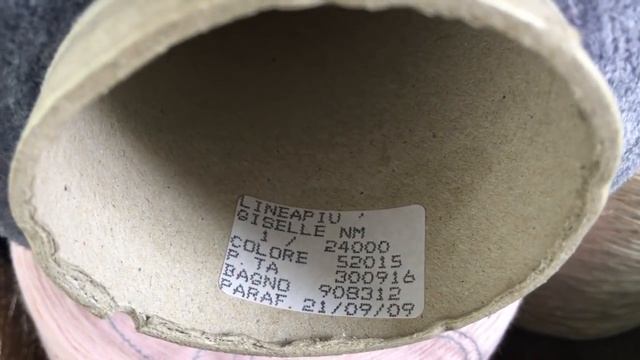 LINEAPIU '
GISELLE NM
1 / 24000
COLORE 52015
P.TA 300916
BAGNO 908312
PARAF. 21/09/09